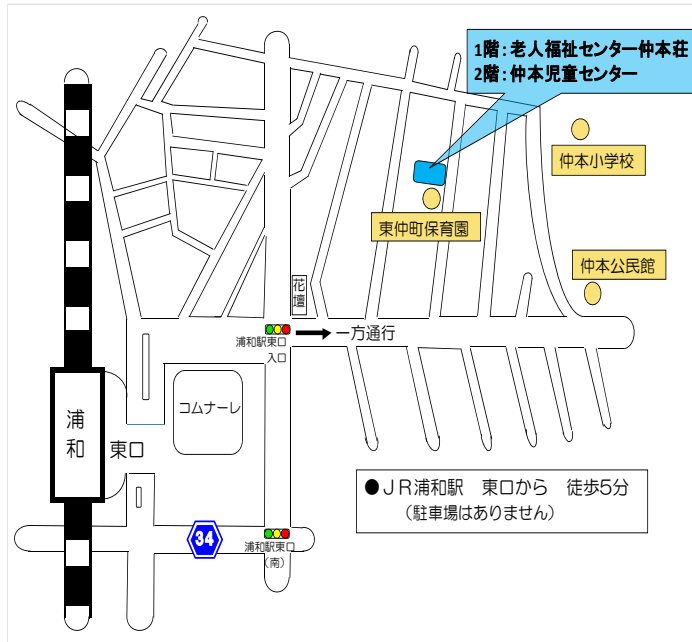 1階：老人福祉センター仲本荘
2階：仲本児童センター
仲本小学校
東仲町保育園
仲本公民館
花壇
浦和駅東口
入口
一方通行
コムナーレ
浦和
東口
●ＪＲ浦和駅　東口から　徒歩5分
（駐車場はありません）
34
浦和駅東口
（南）